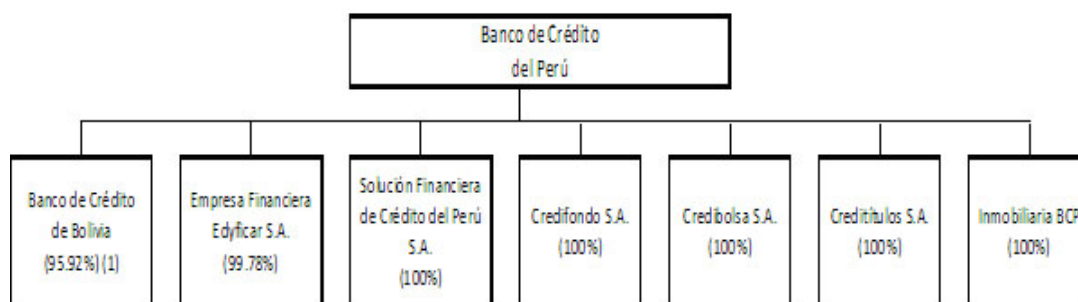 Banco de Crédito
del Perú
Banco de Crédito
de Bolivia
(95.92%) (1)
Empresa Financiera
Edyficar S.A.
(99.78%)
Solución Financiera
de Crédito del Perú
S.A.
(100%)
Credifondo S.A.
(100%)
Credibolsa S.A.
(100%)
Creditítulos S.A.
(100%)
Inmobiliaria BCP
(100%)